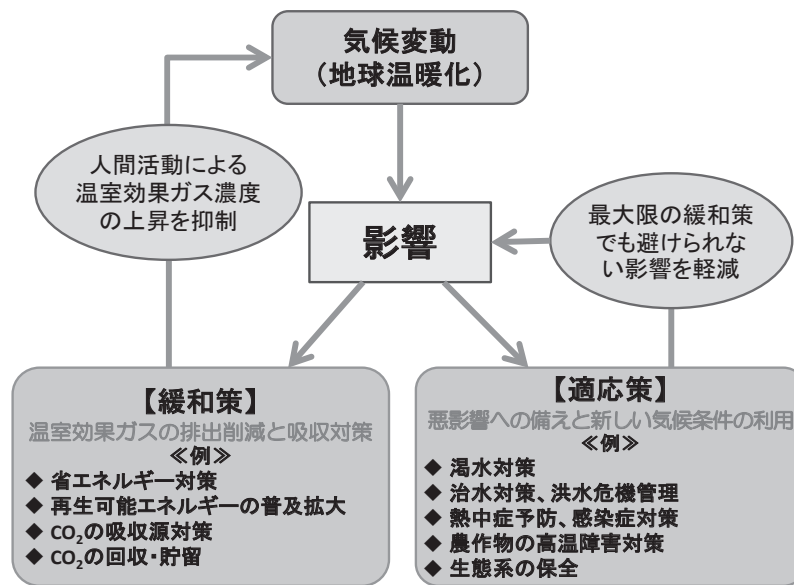 気候変動
（地球温暖化）
人間活動による
温室効果ガス濃度
の上昇を抑制
影響
最大限の緩和策
でも避けられな
い影響を軽減
【緩和策】
温室効果ガスの排出削減と吸収対策
≪例≫
◆ 省エネルギー対策
◆ 再生可能エネルギーの普及拡大
◆ CO₂の吸収源対策
◆ CO₂の回収・貯留
【適応策】
悪影響への備えと新しい気候条件の利用
≪例≫
◆ 渇水対策
◆ 治水対策、洪水危機管理
◆ 熱中症予防、感染症対策
◆ 農作物の高温障害対策
◆ 生態系の保全